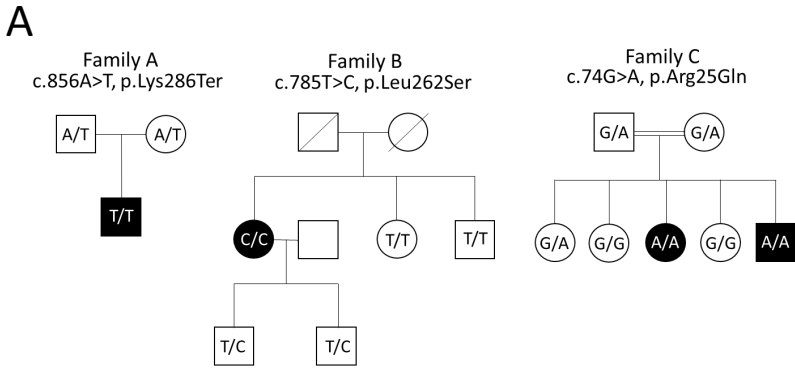 A
Family A
c.856A>T, p.Lys286Ter
A/T
A/T
T/T
Family B
c.785T>C, p.Leu262Ser
C/C
T/T
T/T
T/C
T/C
Family C
c.74G>A, p.Arg25Gln
G/A
G/A
G/A
G/G
A/A
G/G
A/A